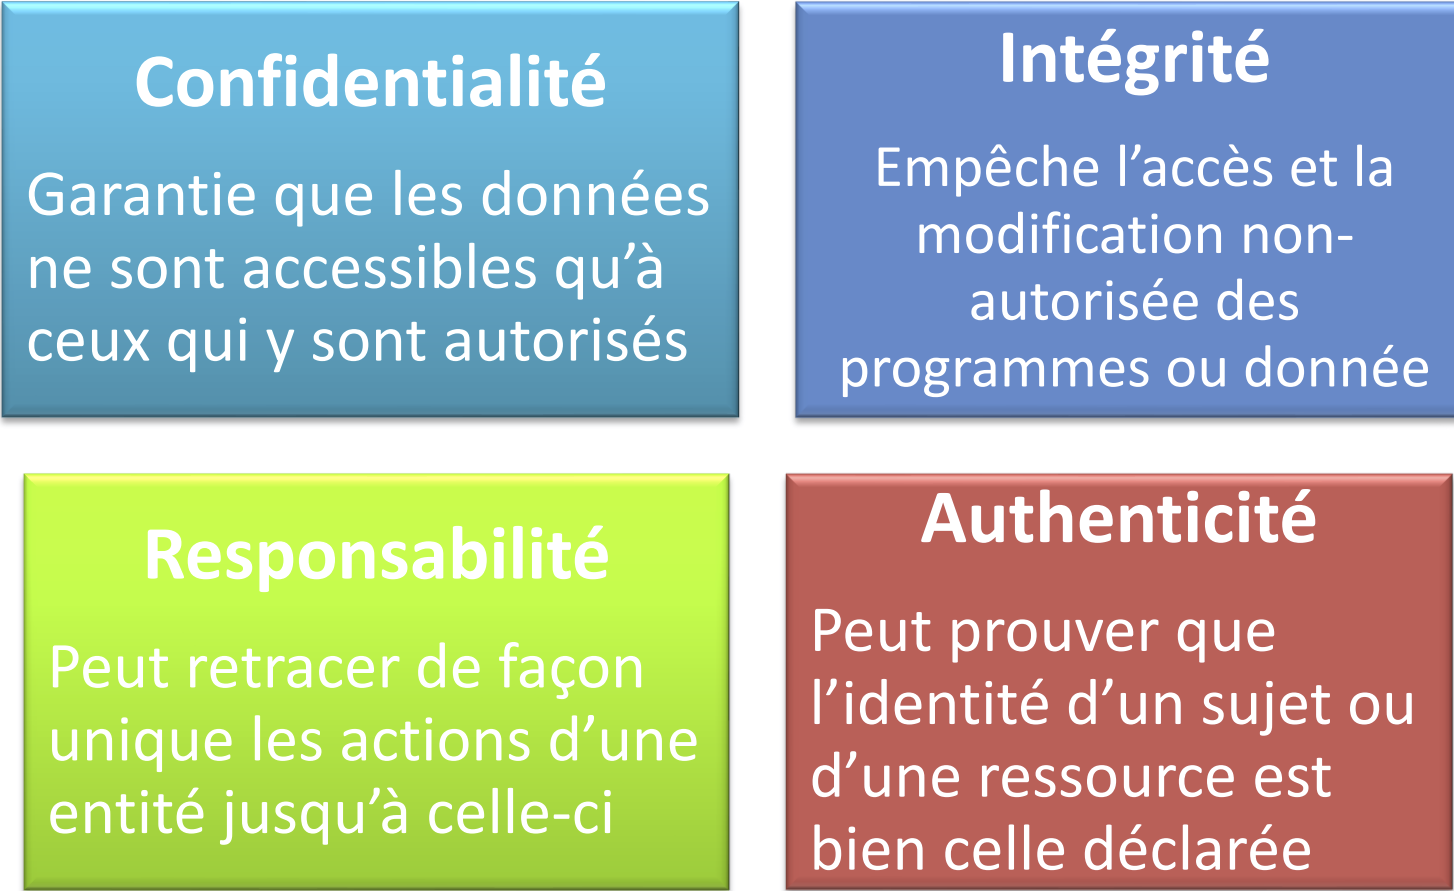 Confidentialité
Garantie que les données
ne sont accessibles qu’à
ceux qui y sont autorisés
Intégrité
Empêche l’accès et la
modification non-
autorisée des
programmes ou donnée
Responsabilité
Peut retracer de façon
unique les actions d’une
entité jusqu’à celle-ci
Authenticité
Peut prouver que
l’identité d’un sujet ou
d’une ressource est
bien celle déclarée